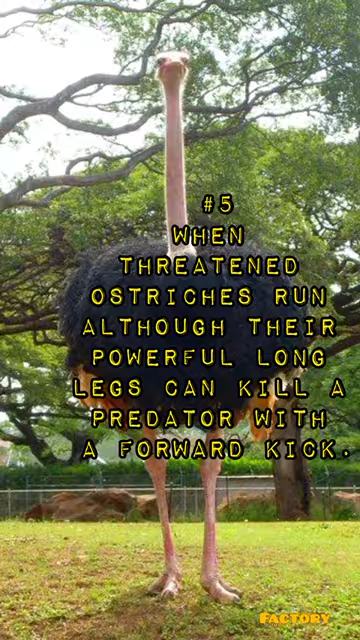 #5
WHEN
THREATENED
OSTRICHES RUN
ALTHOUGH THEIR
POWERFUL LONG
LEGS CAN KILL A
PREDATOR WITH
A FORWARD KICK.
FACTORY